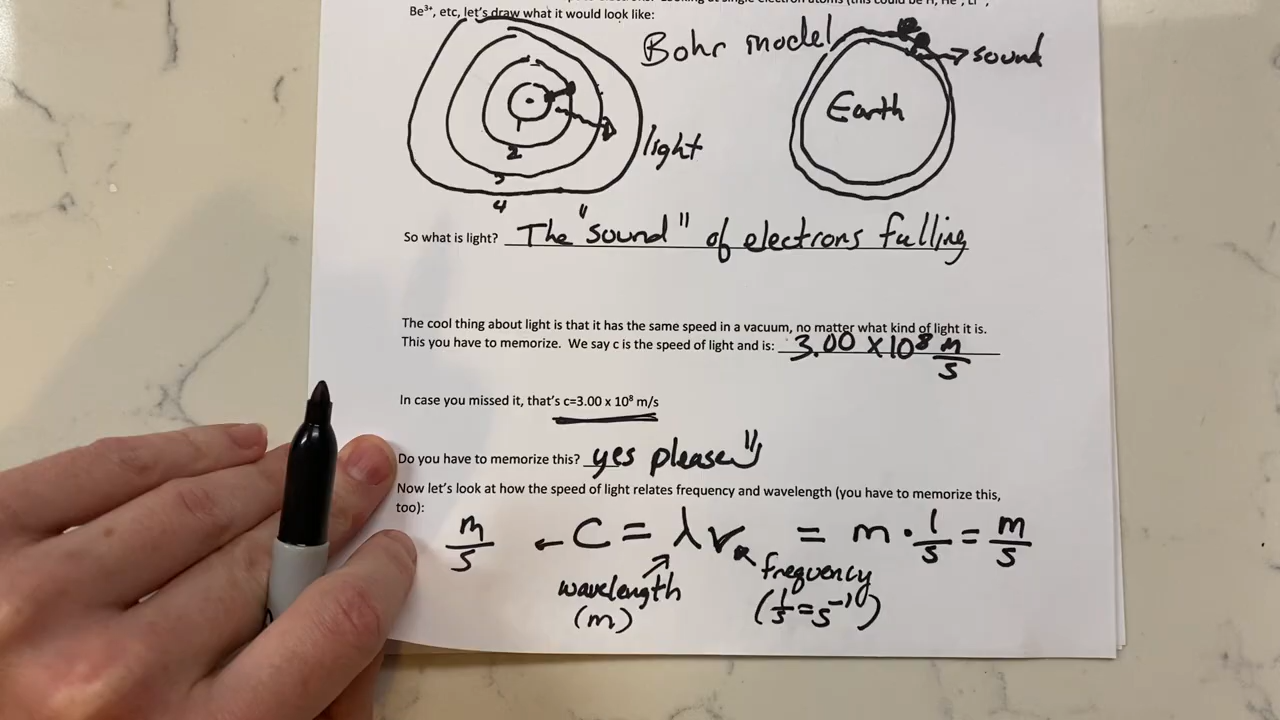 Be³⁺, etc, let's draw what it would look like:
Bohr model
sound
Earth
light
1
2
3
4
So what is light? The "sound" of electrons falling
The cool thing about light is that it has the same speed in a vacuum, no matter what kind of light it is.
This you have to memorize. We say c is the speed of light and is: 3.00 x10⁸ m/s
In case you missed it, that's c=3.00 x 10⁸ m/s
Do you have to memorize this? yes please
Now let's look at how the speed of light relates frequency and wavelength (you have to memorize this,
too):
m/s ← C = λν = m · 1/s = m/s
wavelength frequency
(m) (1/s = s⁻¹)